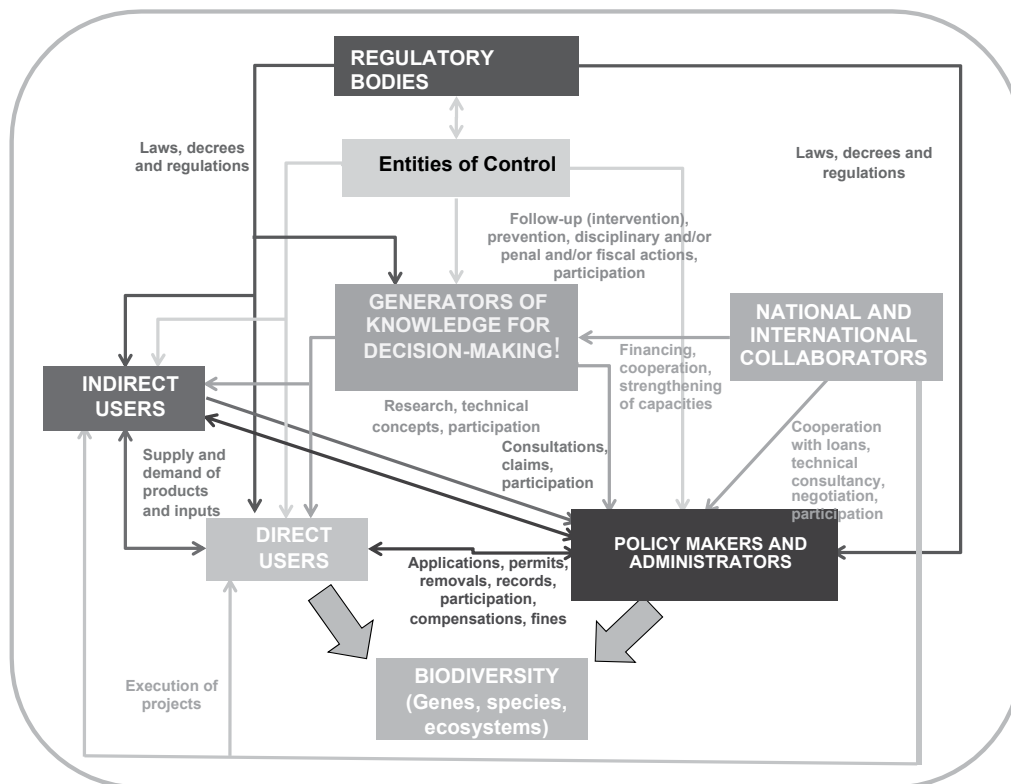 REGULATORY
BODIES
Laws, decrees
and regulations
Entities of Control
Laws, decrees and
regulations
Follow-up (intervention),
prevention, disciplinary and/or
penal and/or fiscal actions,
participation
GENERATORS OF
KNOWLEDGE FOR
DECISION-MAKING!
NATIONAL AND
INTERNATIONAL
COLLABORATORS
Financing,
cooperation,
strengthening
of capacities
INDIRECT
USERS
Research, technical
concepts, participation
Consultations,
claims,
participation
Cooperation
with loans,
technical
consultancy,
negotiation,
participation
Supply and
demand of
products
and inputs
DIRECT
USERS
POLICY MAKERS AND
ADMINISTRATORS
Applications, permits,
removals, records,
participation,
compensations, fines
BIODIVERSITY
(Genes, species,
ecosystems)
Execution of
projects